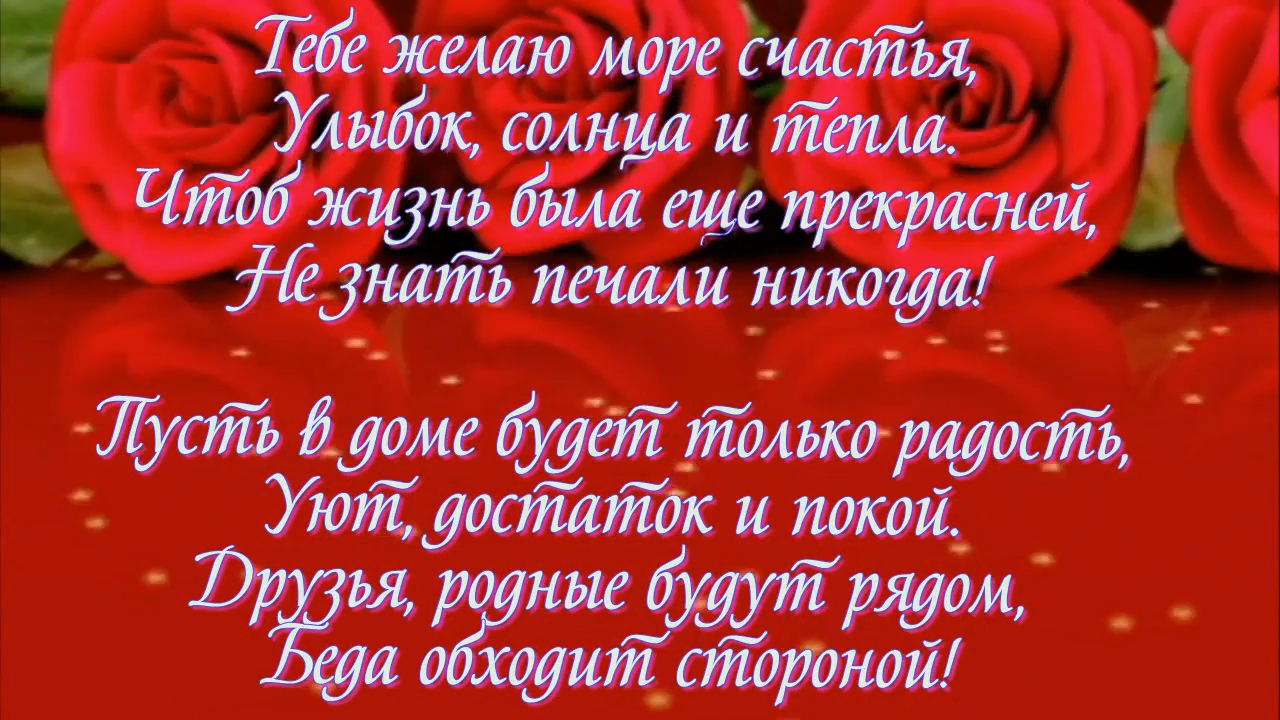 Тебе желаю море счастья,
Улыбок, солнца и тепла.
Чтоб жизнь была еще прекрасней,
Не знать печали никогда!
Пусть в доме будет только радость,
Уют, достаток и покой.
Друзья, родные будут рядом,
Беда обходит стороной!